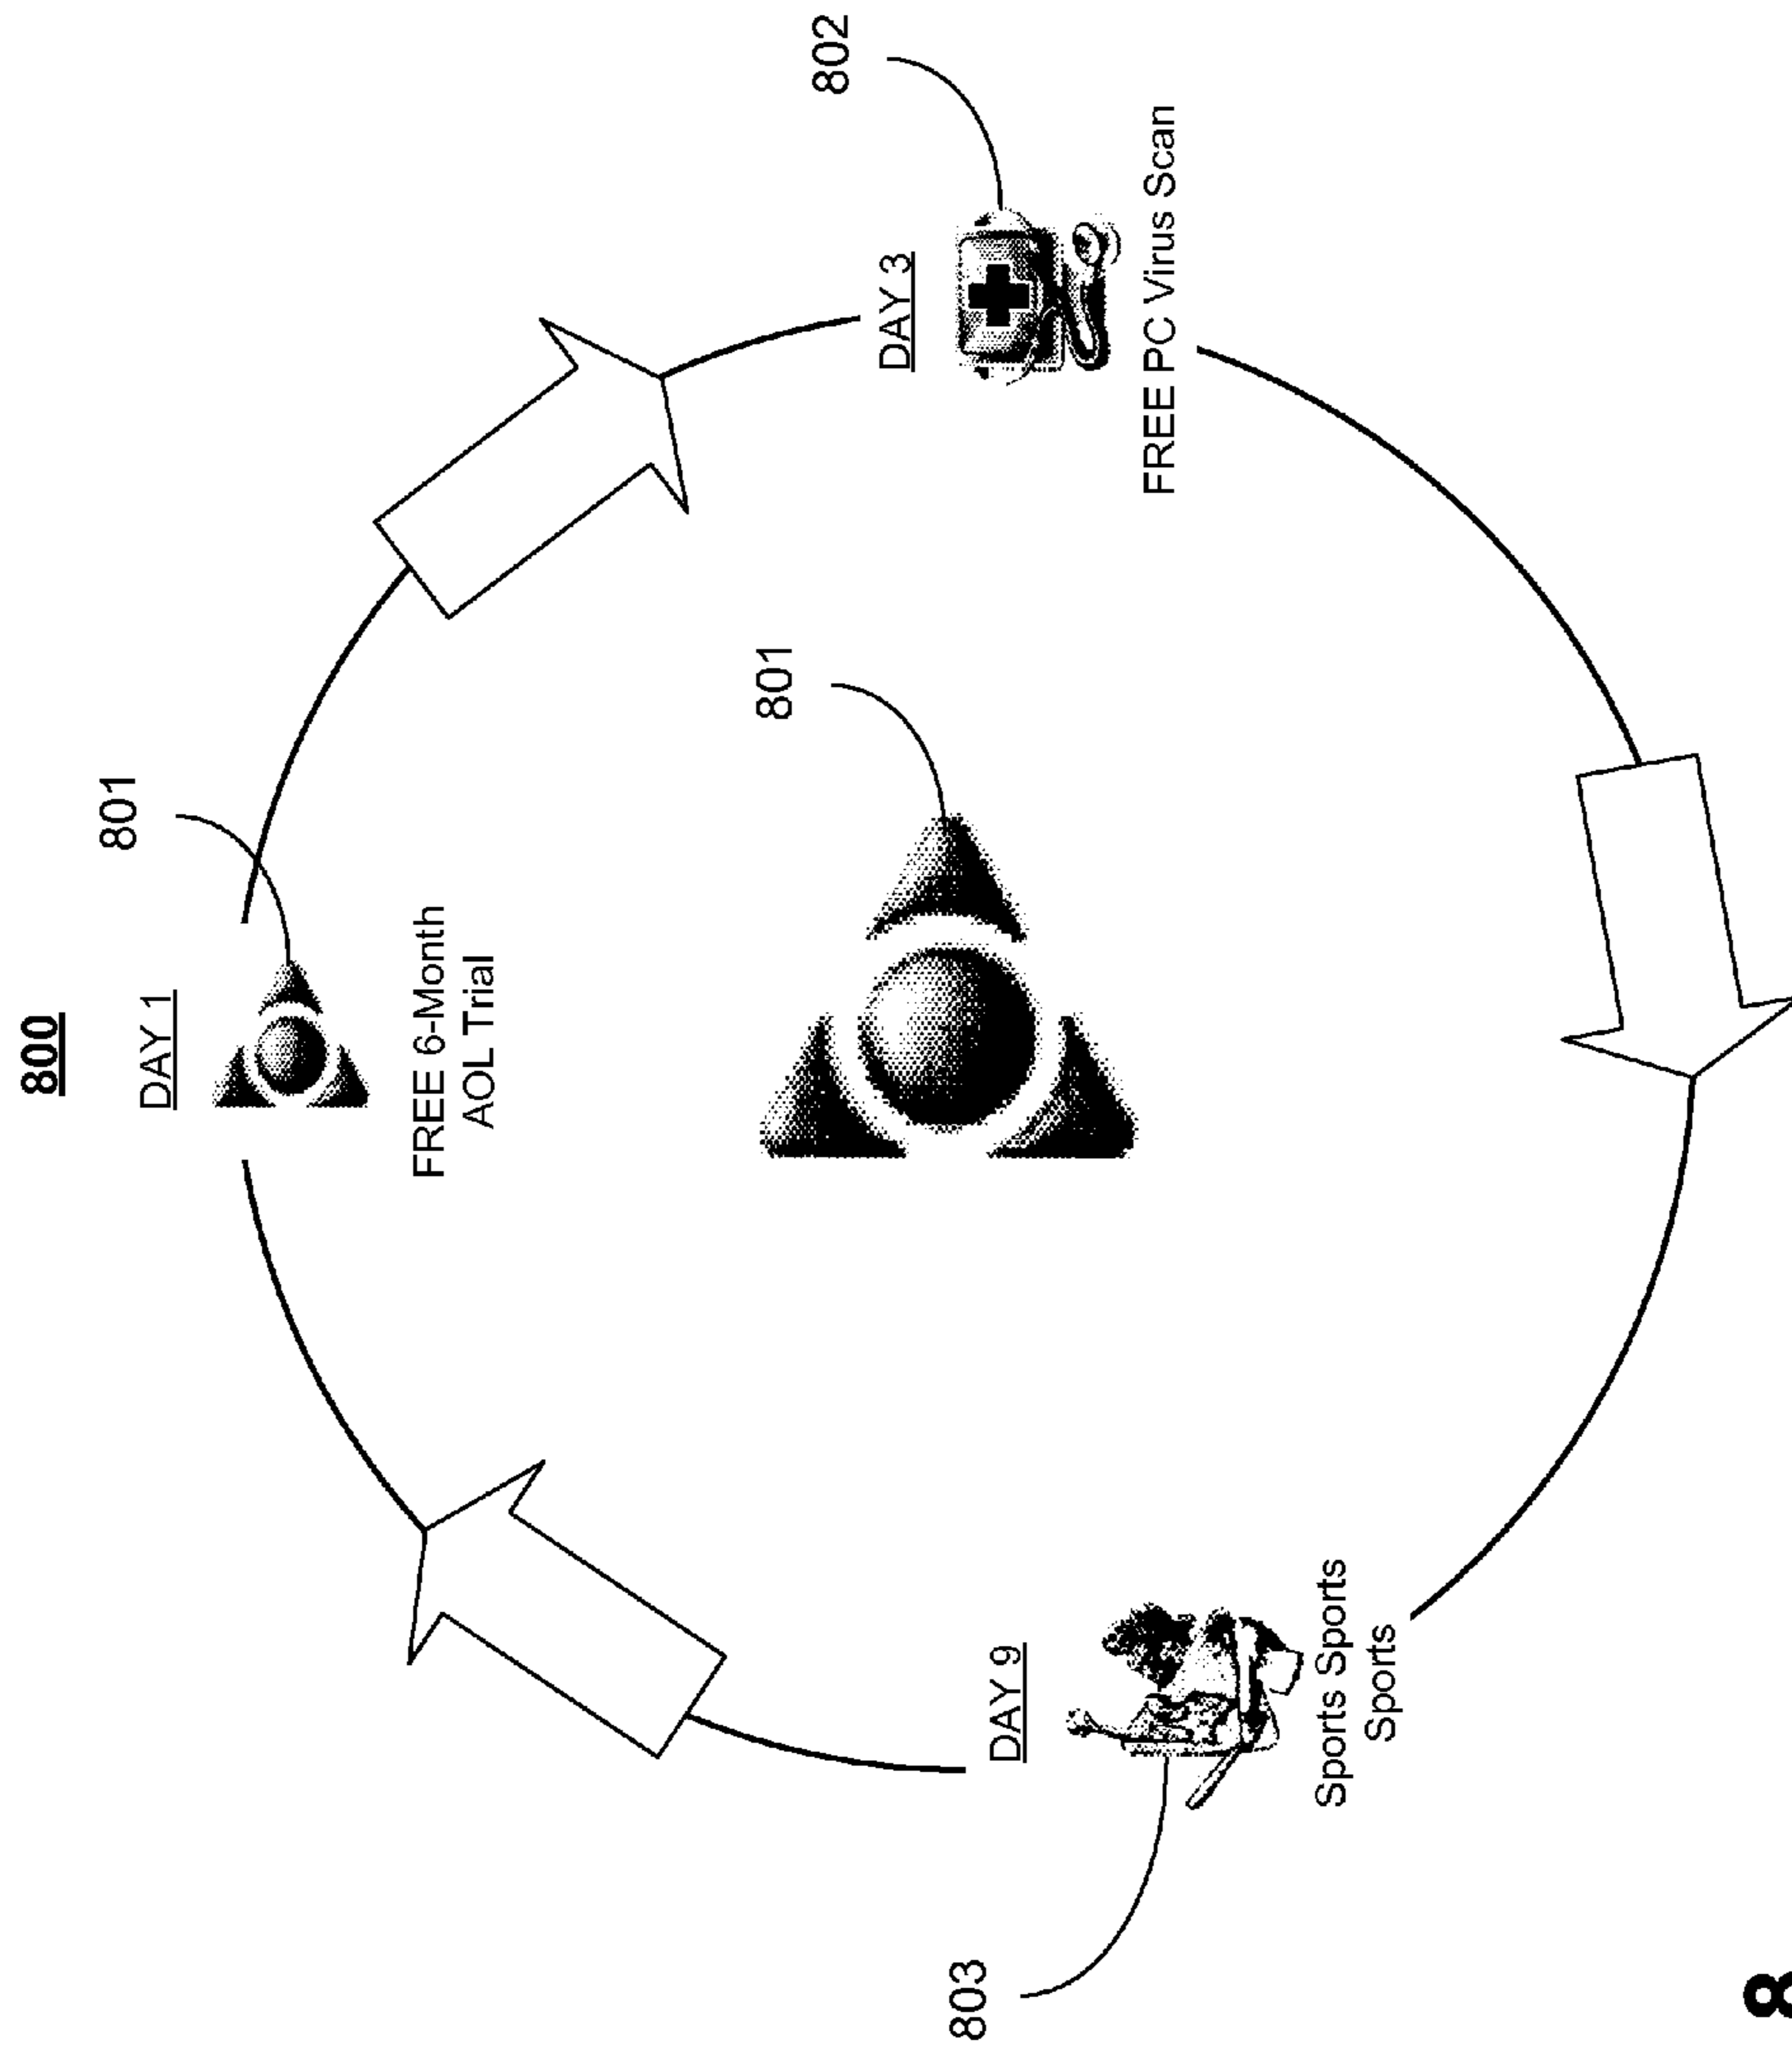 800
801
DAY 1
FREE 6-Month
AOL Trial
801
802
DAY 3
FREE PC Virus Scan
803
DAY 9
Sports Sports
Sports
8